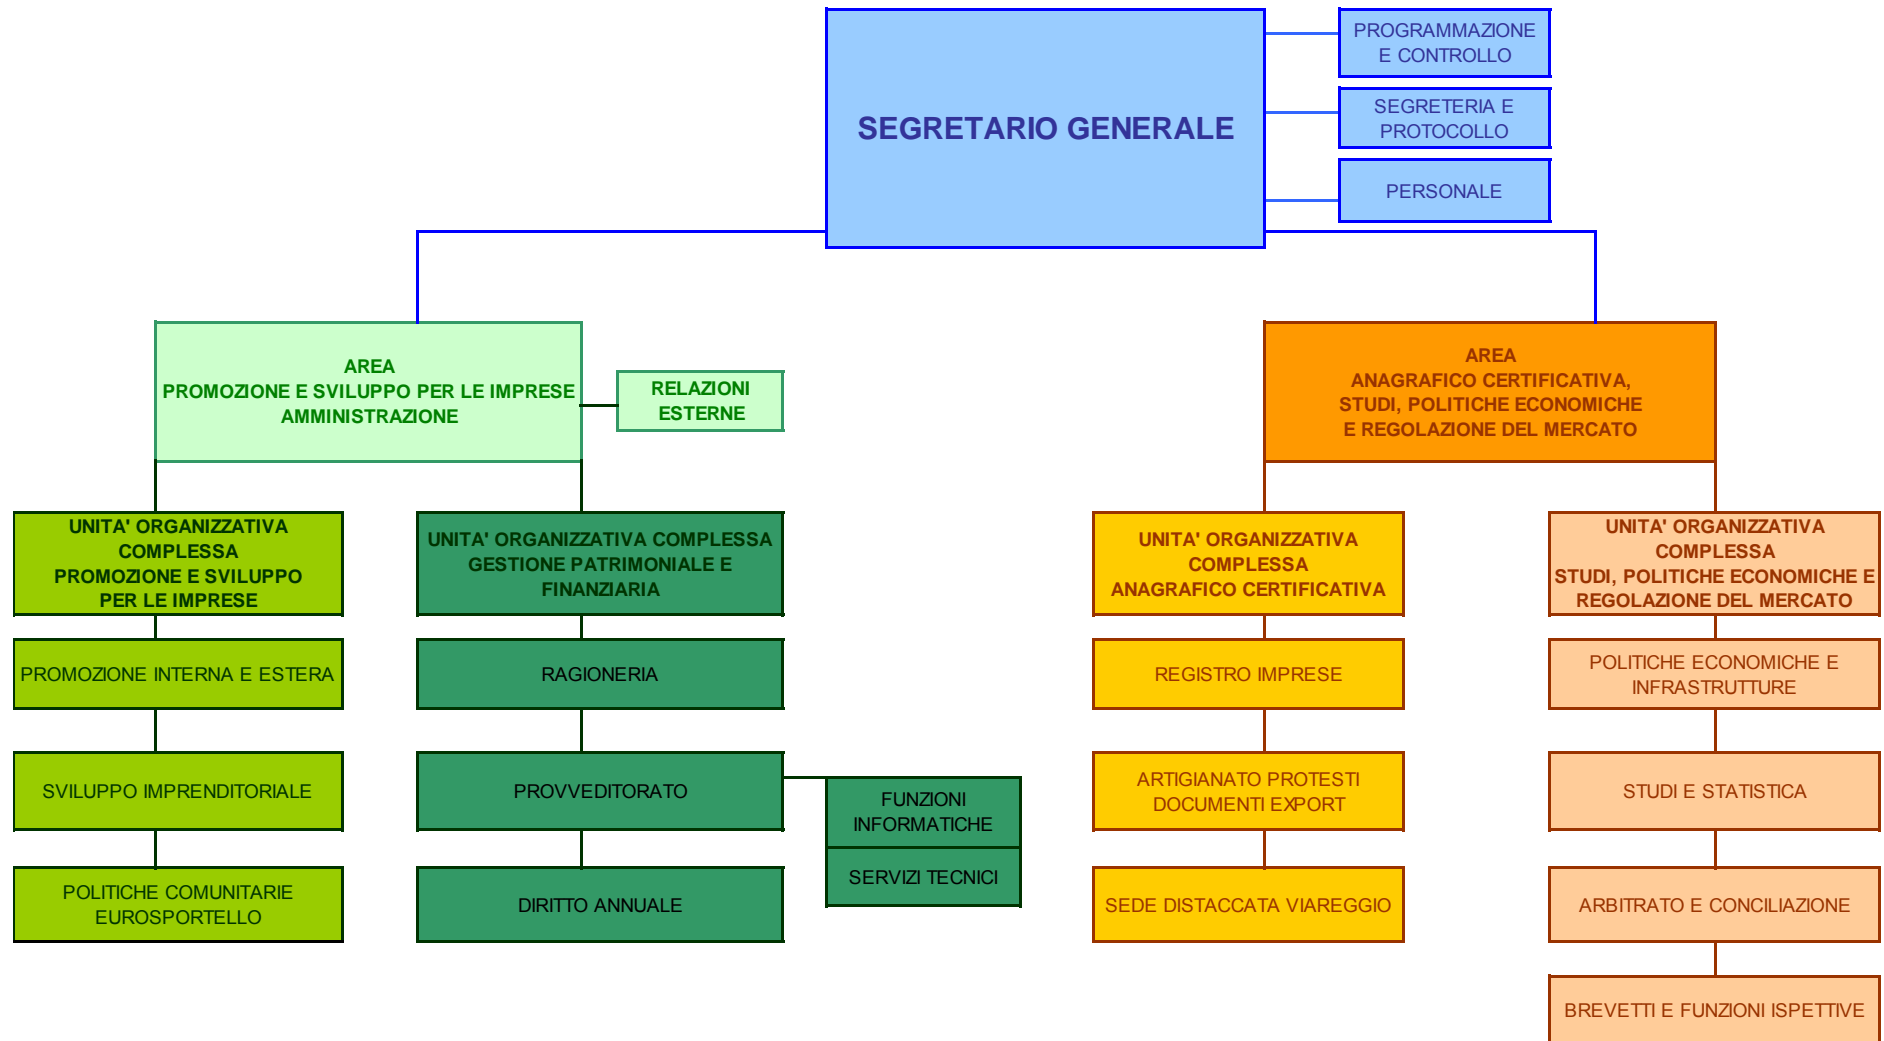 SEGRETARIO GENERALE
PROGRAMMAZIONE
E CONTROLLO
SEGRETERIA E
PROTOCOLLO
PERSONALE
AREA
PROMOZIONE E SVILUPPO PER LE IMPRESE
AMMINISTRAZIONE
RELAZIONI
ESTERNE
AREA
ANAGRAFICO CERTIFICATIVA,
STUDI, POLITICHE ECONOMICHE
E REGOLAZIONE DEL MERCATO
UNITA' ORGANIZZATIVA
COMPLESSA
PROMOZIONE E SVILUPPO
PER LE IMPRESE
PROMOZIONE INTERNA E ESTERA
SVILUPPO IMPRENDITORIALE
POLITICHE COMUNITARIE
EUROSPORTELLO
UNITA' ORGANIZZATIVA COMPLESSA
GESTIONE PATRIMONIALE E
FINANZIARIA
RAGIONERIA
PROVVEDITORATO
FUNZIONI
INFORMATICHE
SERVIZI TECNICI
DIRITTO ANNUALE
UNITA' ORGANIZZATIVA
COMPLESSA
ANAGRAFICO CERTIFICATIVA
REGISTRO IMPRESE
ARTIGIANATO PROTESTI
DOCUMENTI EXPORT
SEDE DISTACCATA VIAREGGIO
UNITA' ORGANIZZATIVA
COMPLESSA
STUDI, POLITICHE ECONOMICHE E
REGOLAZIONE DEL MERCATO
POLITICHE ECONOMICHE E
INFRASTRUTTURE
STUDI E STATISTICA
ARBITRATO E CONCILIAZIONE
BREVETTI E FUNZIONI ISPETTIVE